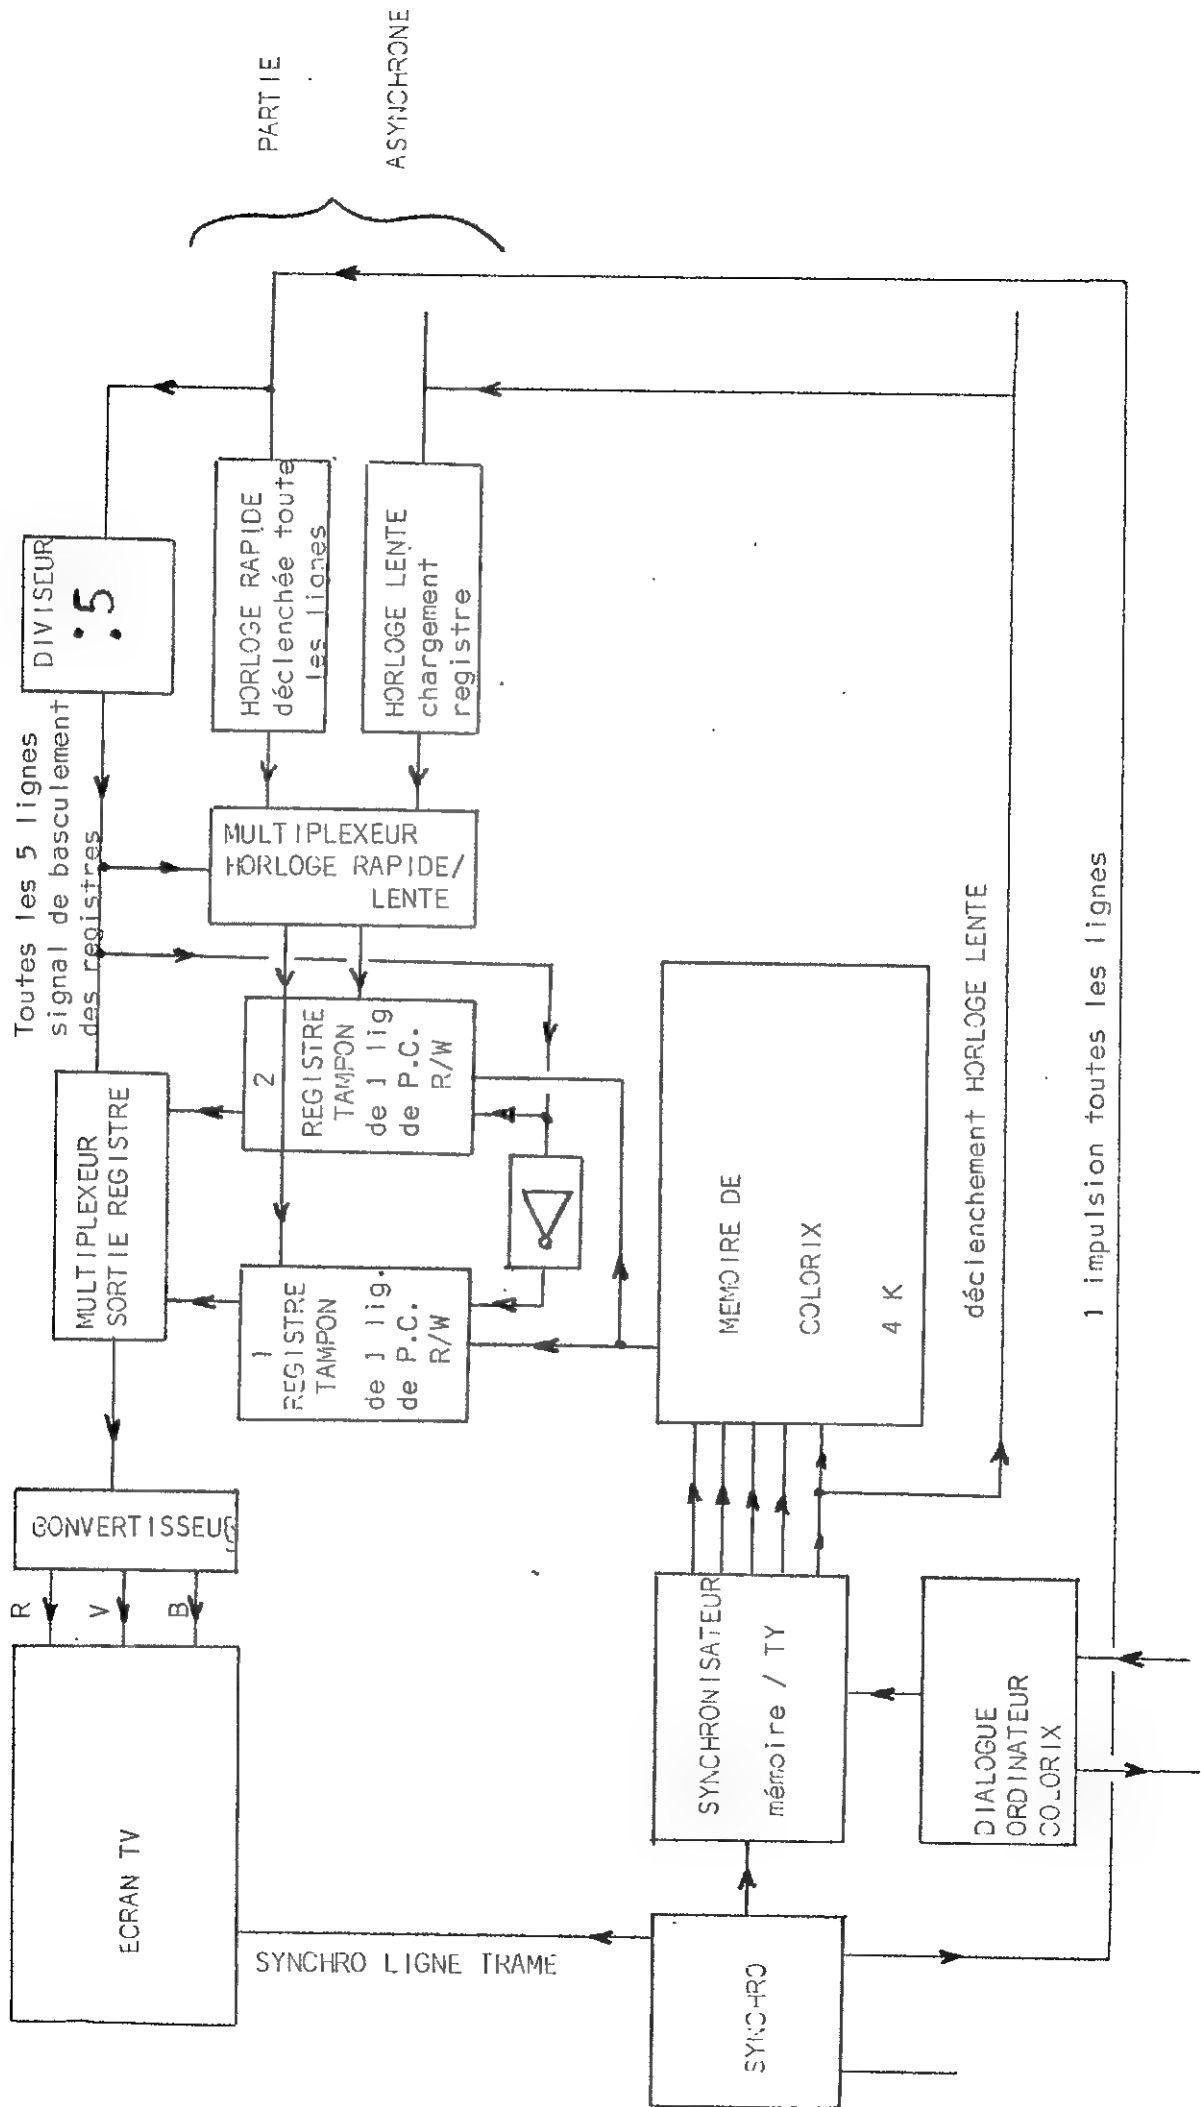 PARTIE
ASYNCHRONE
Toutes les 5 lignes
signal de basculement
des registres
DIVISEUR
:5
HORLOGE RAPIDE
déclenchée toute
les lignes
HORLOGE LENTE
chargement
registre
MULTIPLEXEUR
HORLOGE RAPIDE/
LENTE
MULTIPLEXEUR
SORTIE REGISTRE
2
REGISTRE
TAMPON
de 1 lig
de P.C.
R/W
1
REGISTRE
TAMPON
de 1 lig.
de P.C.
R/W
CONVERTISSEUR
R
V
B
ECRAN TV
SYNCHRO LIGNE TRAME
MEMOIRE DE
COLORIX
4 K
SYNCHRONISATEUR
mémoire / TY
SYNCHRO
DIALOGUE
ORDINATEUR
COLORIX
déclenchement HORLOGE LENTE
1 impulsion toutes les lignes